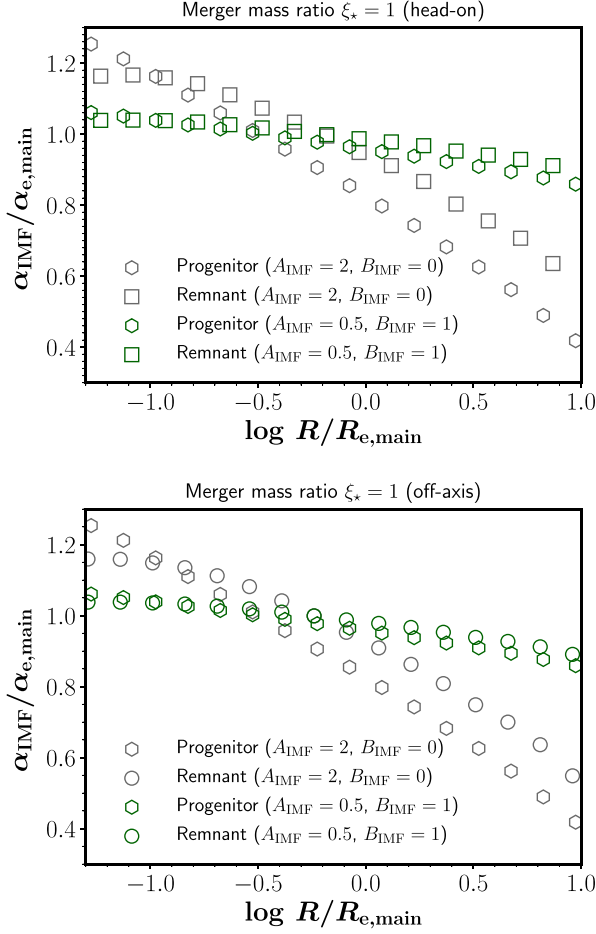 Merger mass ratio ξ⋆ = 1 (head-on)
1.2
1.0
0.8
0.6
0.4
α_IMF/α_e,main
Progenitor (A_IMF = 2, B_IMF = 0)
Remnant (A_IMF = 2, B_IMF = 0)
Progenitor (A_IMF = 0.5, B_IMF = 1)
Remnant (A_IMF = 0.5, B_IMF = 1)
−1.0 −0.5 0.0 0.5 1.0
log R/R_e,main
Merger mass ratio ξ⋆ = 1 (off-axis)
1.2
1.0
0.8
0.6
0.4
α_IMF/α_e,main
Progenitor (A_IMF = 2, B_IMF = 0)
Remnant (A_IMF = 2, B_IMF = 0)
Progenitor (A_IMF = 0.5, B_IMF = 1)
Remnant (A_IMF = 0.5, B_IMF = 1)
−1.0 −0.5 0.0 0.5 1.0
log R/R_e,main